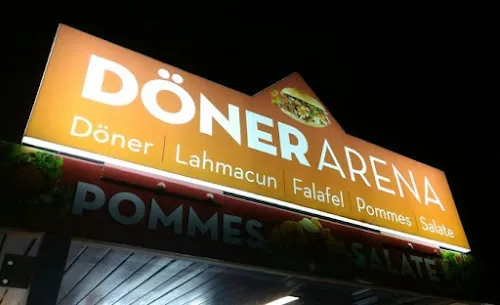 DÖNER ARENA
Döner | Lahmacun | Falafel | Pommes | Salate
POMMES SALATE